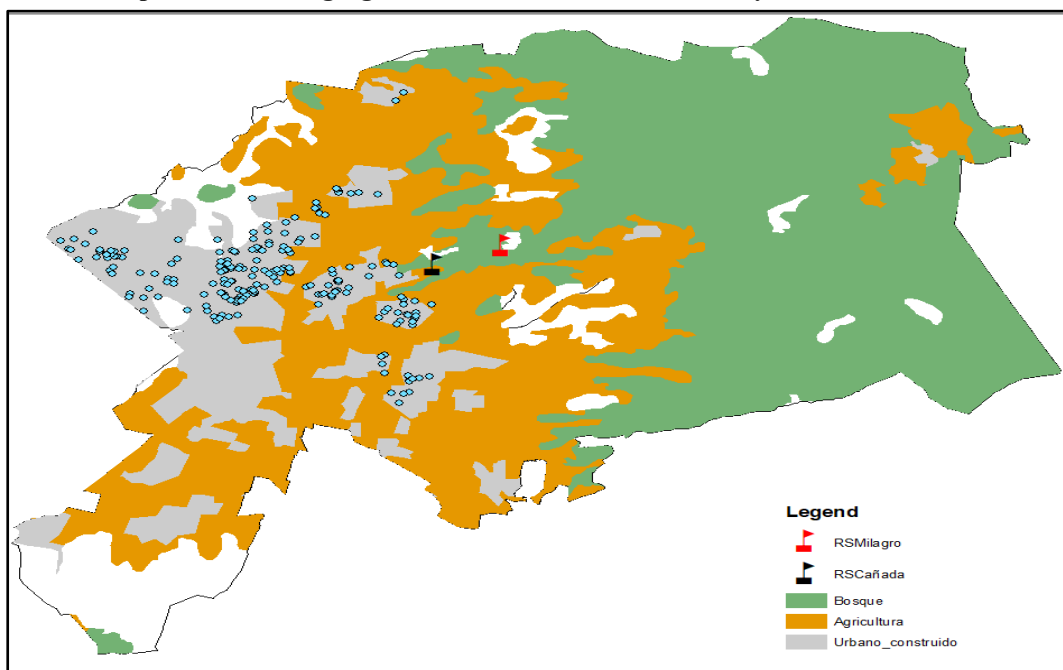 Legend
RSMilagro
RSCañada
Bosque
Agricultura
Urbano_construido